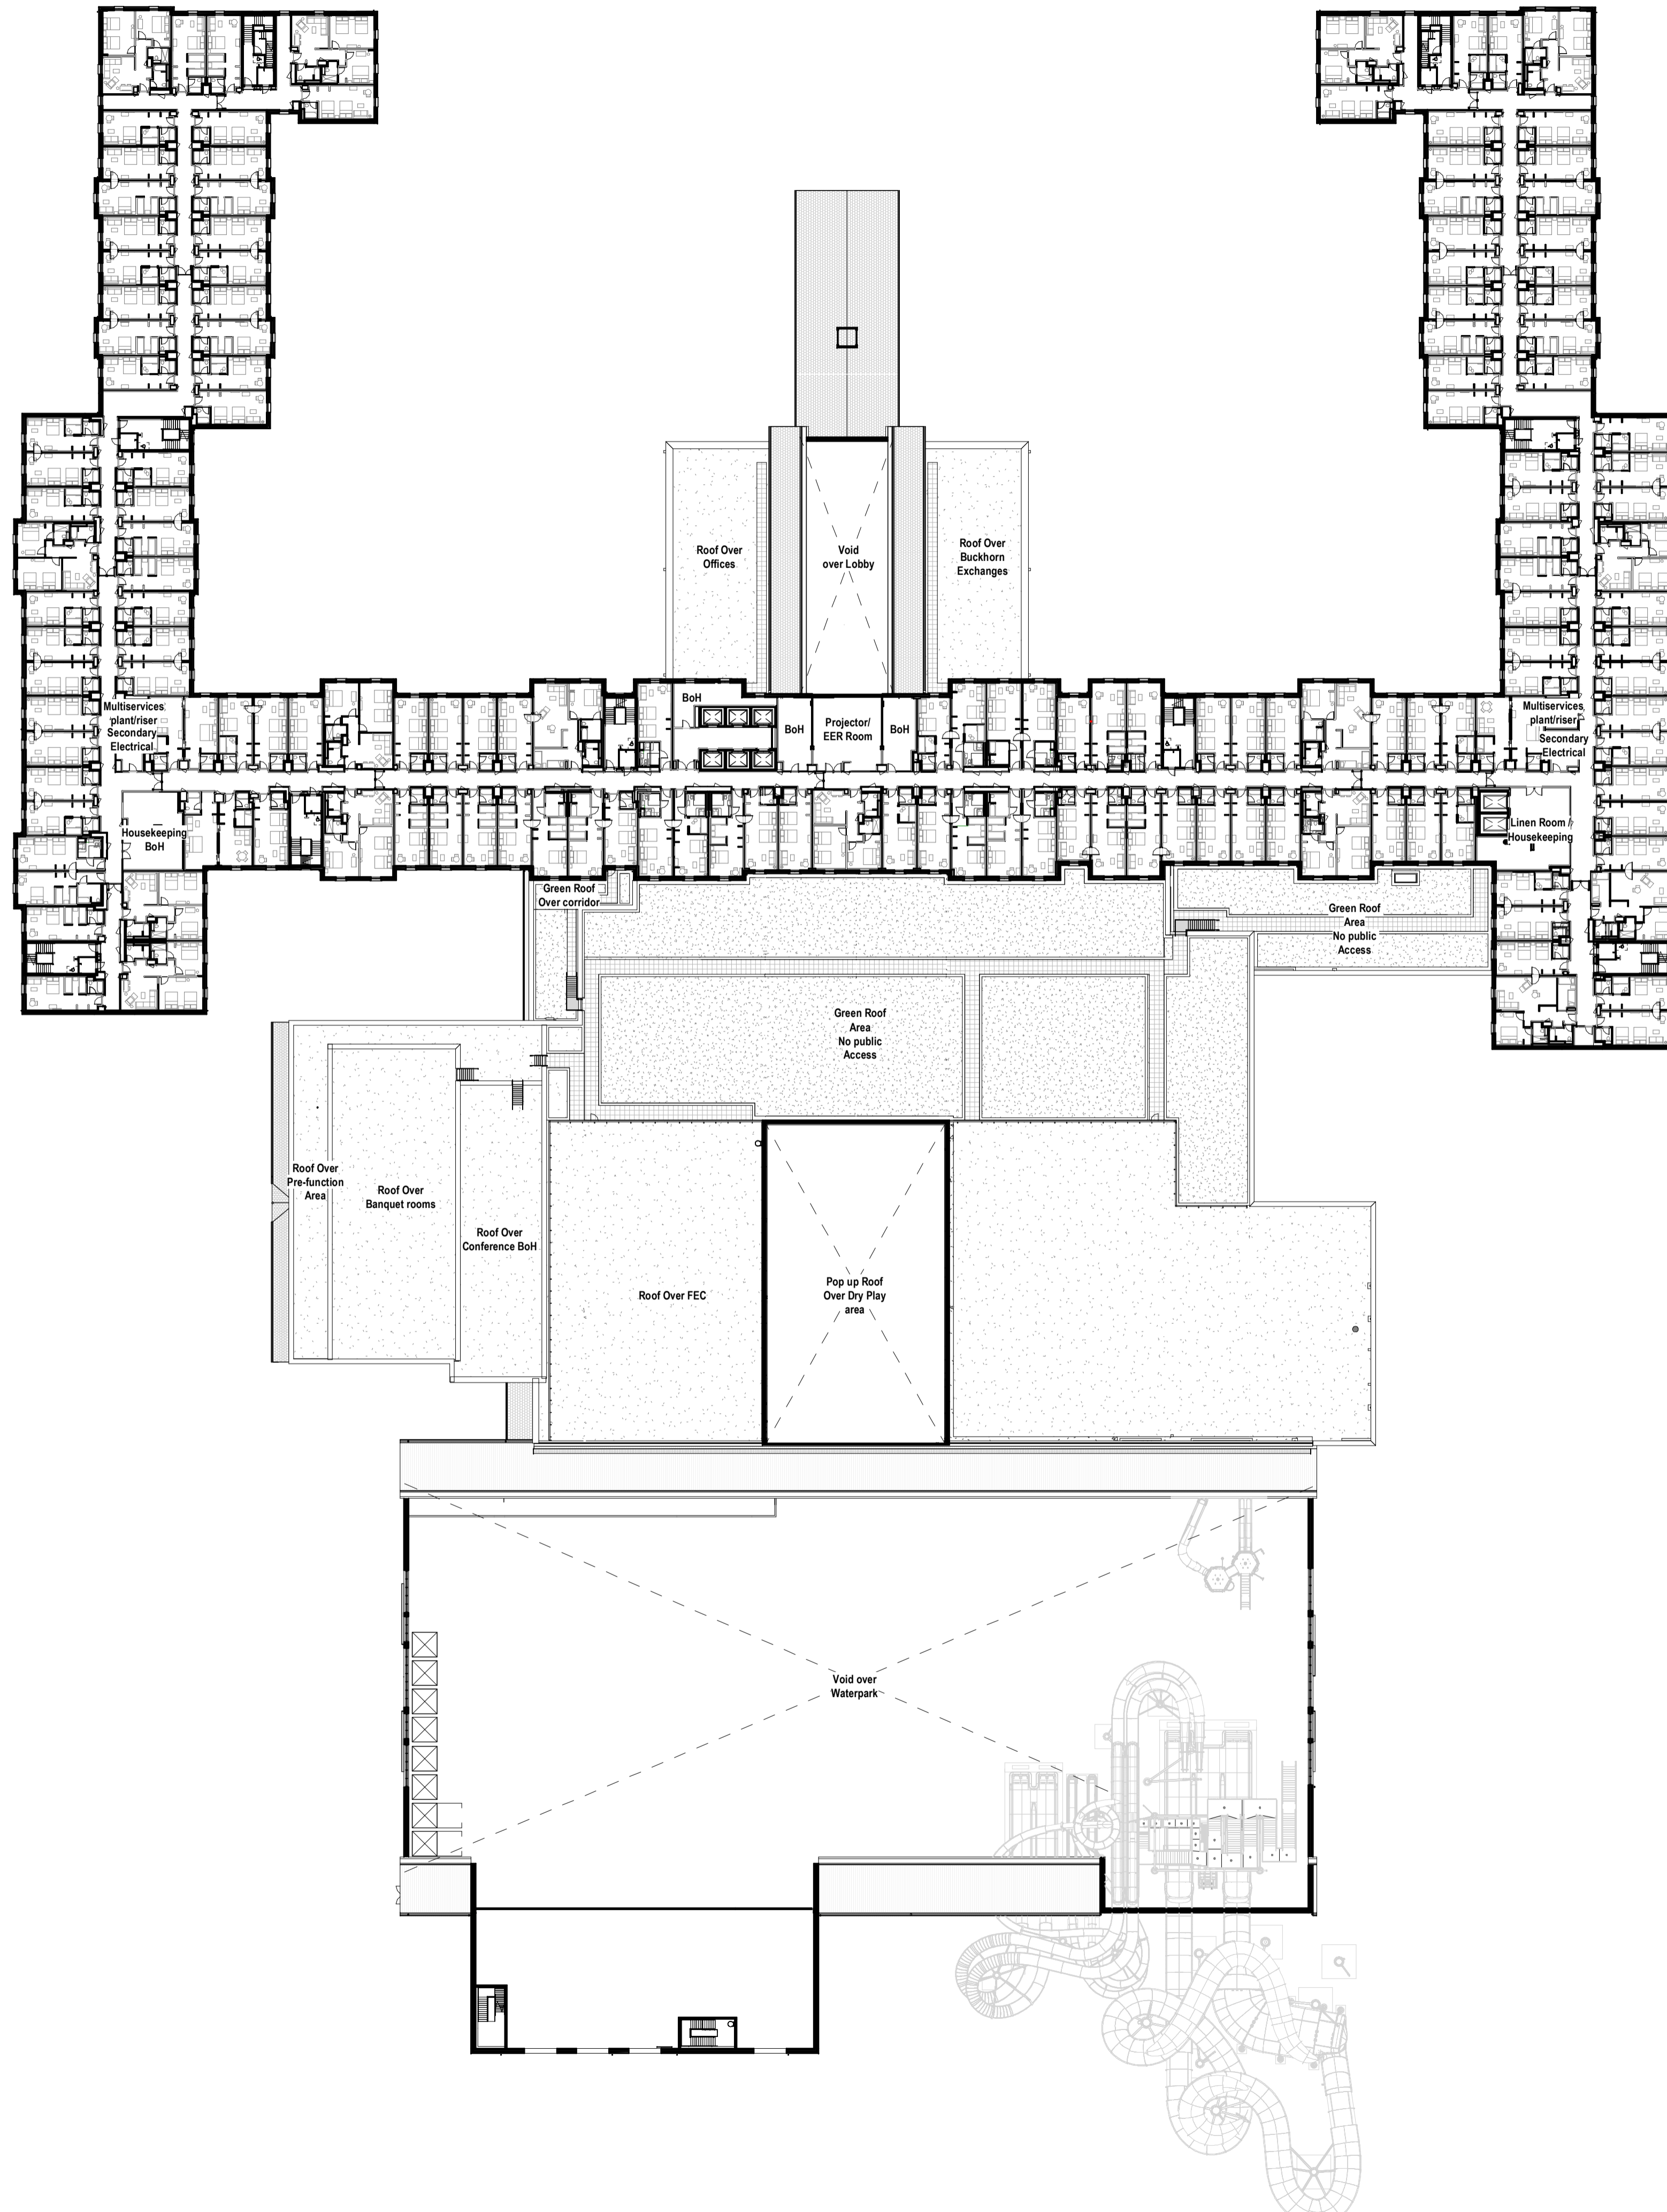 Roof Over
Offices
Void
over Lobby
Roof Over
Buckhorn
Exchanges
Multiservices
plant/riser
Secondary
Electrical
BoH
BoH
Projector/
EER Room
BoH
Multiservices
plant/riser
Secondary
Electrical
Housekeeping
BoH
Linen Room /
Housekeeping
Green Roof
Over corridor
Green Roof
Area
No public
Access
Green Roof
Area
No public
Access
Roof Over
Pre-function
Area
Roof Over
Banquet rooms
Roof Over
Conference BoH
Roof Over FEC
Pop up Roof
Over Dry Play
area
Void over
Waterpark